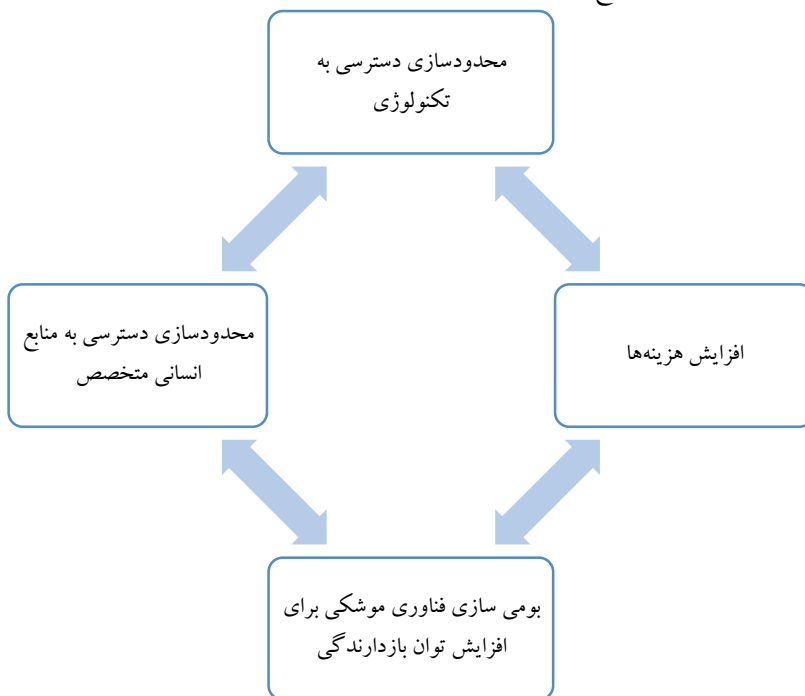 محدودسازی دسترسی به
تکنولوژی
افزایش هزینه‌ها
محدودسازی دسترسی به منابع
انسانی متخصص
بومی سازی فناوری موشکی برای
افزایش توان بازدارندگی